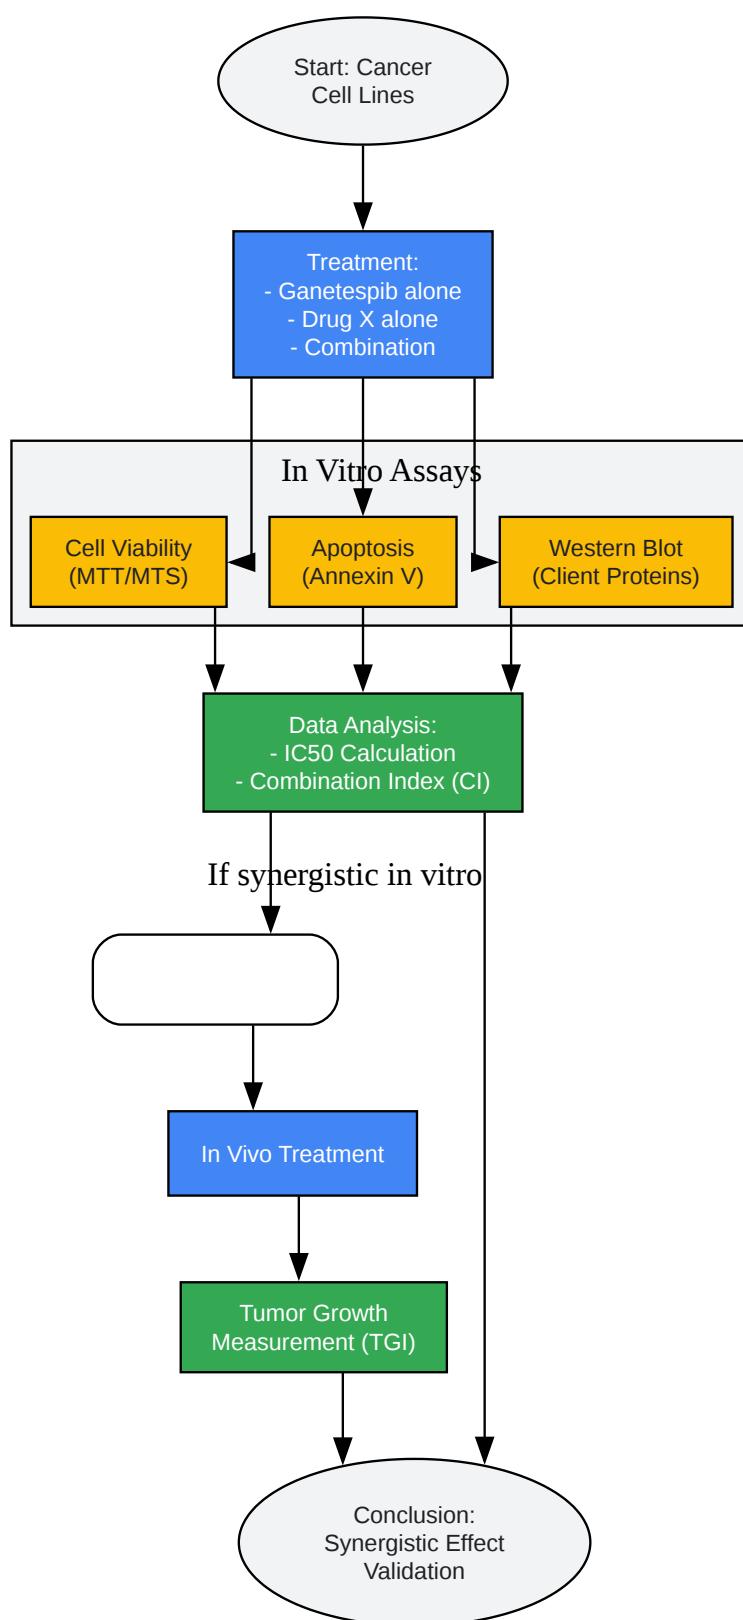 Start: Cancer
Cell Lines
Treatment:
- Ganetespib alone
- Drug X alone
- Combination
In Vitro Assays
Cell Viability
(MTT/MTS)
Apoptosis
(Annexin V)
Western Blot
(Client Proteins)
Data Analysis:
- IC50 Calculation
- Combination Index (CI)
If synergistic in vitro
In Vivo Treatment
Tumor Growth
Measurement (TGI)
Conclusion:
Synergistic Effect
Validation